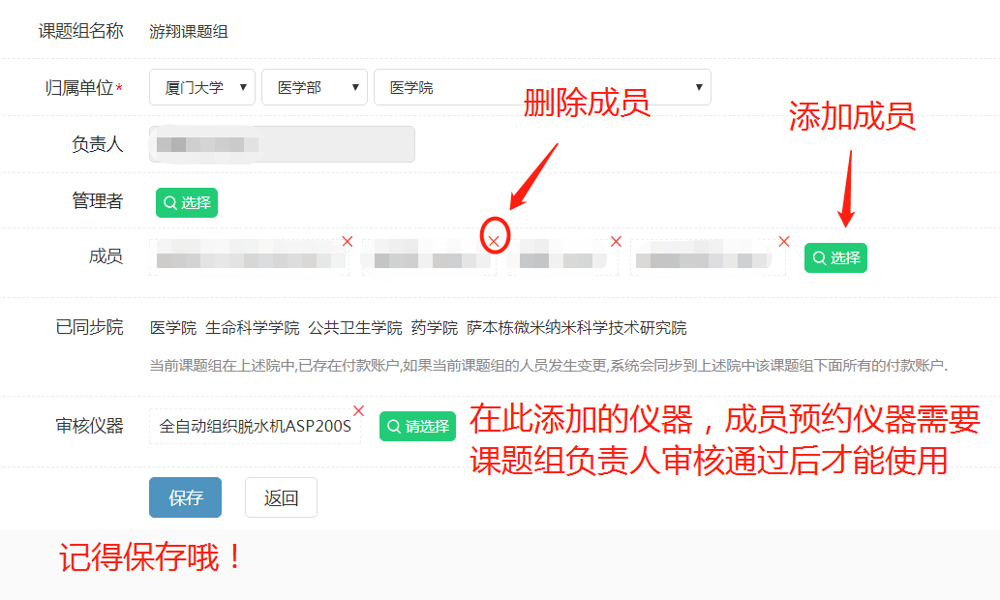 课题组名称 游翔课题组
归属单位* 厦门大学 医学部 医学院
删除成员
添加成员
负责人
管理者 选择
成员 选择
已同步院 医学院 生命科学学院 公共卫生学院 药学院 萨本栋微米纳米科学技术研究院
当前课题组在上述院中,已存在付款账户,如果当前课题组的人员发生变更,系统会同步到上述院中该课题组下面所有的付款账户.
审核仪器 全自动组织脱水机ASP200S 请选择
在此添加的仪器，成员预约仪器需要
课题组负责人审核通过后才能使用
保存 返回
记得保存哦！